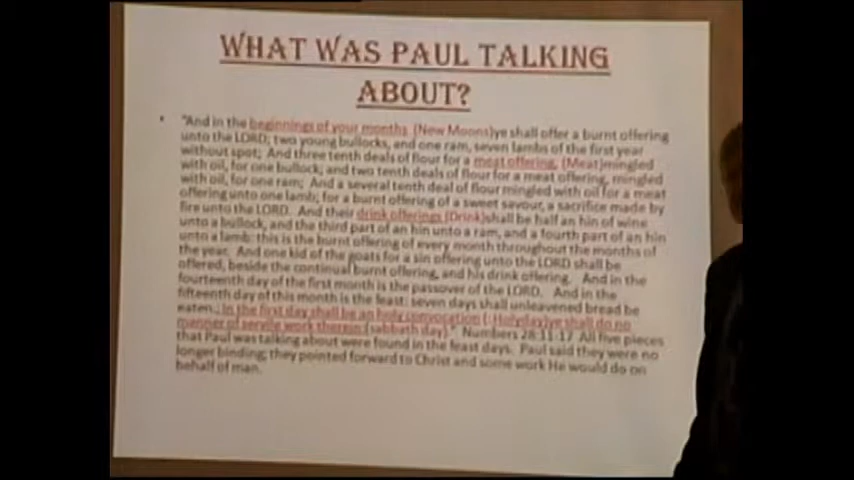 WHAT WAS PAUL TALKING
ABOUT?
• "And in the beginnings of your months (New Moons)ye shall offer a burnt offering
unto the LORD; two young bullocks, and one ram, seven lambs of the first year
without spot; And three tenth deals of flour for a meat offering, (Meat)mingled
with oil, for one bullock; and two tenth deals of flour for a meat offering, mingled
with oil, for one ram; And a several tenth deal of flour mingled with oil for a meat
offering unto one lamb; for a burnt offering of a sweet savour, a sacrifice made by
fire unto the LORD. And their drink offerings (Drink)shall be half an hin of wine
unto a bullock, and the third part of an hin unto a ram, and a fourth part of an hin
unto a lamb: this is the burnt offering of every month throughout the months of
the year. And one kid of the goats for a sin offering unto the LORD shall be
offered, beside the continual burnt offering, and his drink offering. And in the
fourteenth day of the first month is the passover of the LORD. And in the
fifteenth day of this month is the feast: seven days shall unleavened bread be
eaten.: In the first day shall be an holy convocation (: Holyday)ye shall do no
manner of servile work therein (sabbath day)." Numbers 28:11-17 All five pieces
that Paul was talking about were found in the feast days. Paul said they were no
longer binding; they pointed forward to Christ and some work He would do on
behalf of man.